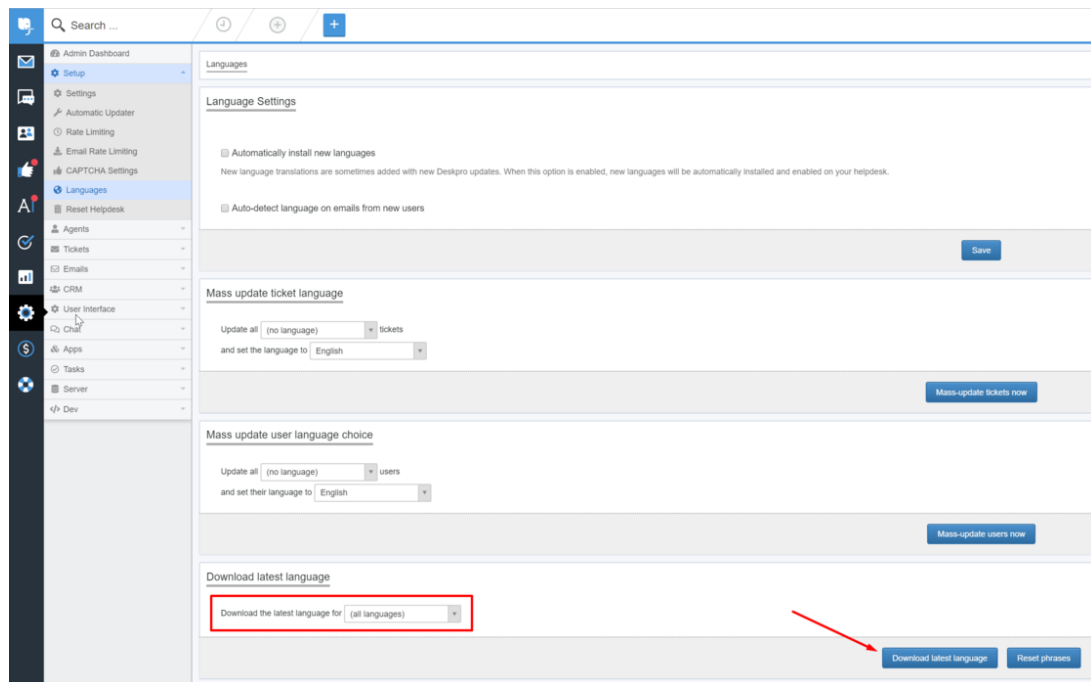 Search ...
Admin Dashboard
Setup
Settings
Automatic Updater
Rate Limiting
Email Rate Limiting
CAPTCHA Settings
Languages
Reset Helpdesk
Agents
Tickets
Emails
CRM
User Interface
Chat
Apps
Tasks
Server
</> Dev
Languages
Language Settings
Automatically install new languages
New language translations are sometimes added with new Deskpro updates. When this option is enabled, new languages will be automatically installed and enabled on your helpdesk.
Auto-detect language on emails from new users
Save
Mass update ticket language
Update all (no language) tickets
and set the language to English
Mass-update tickets now
Mass update user language choice
Update all (no language) users
and set their language to English
Mass-update users now
Download latest language
Download the latest language for (all languages)
Download latest language Reset phrases